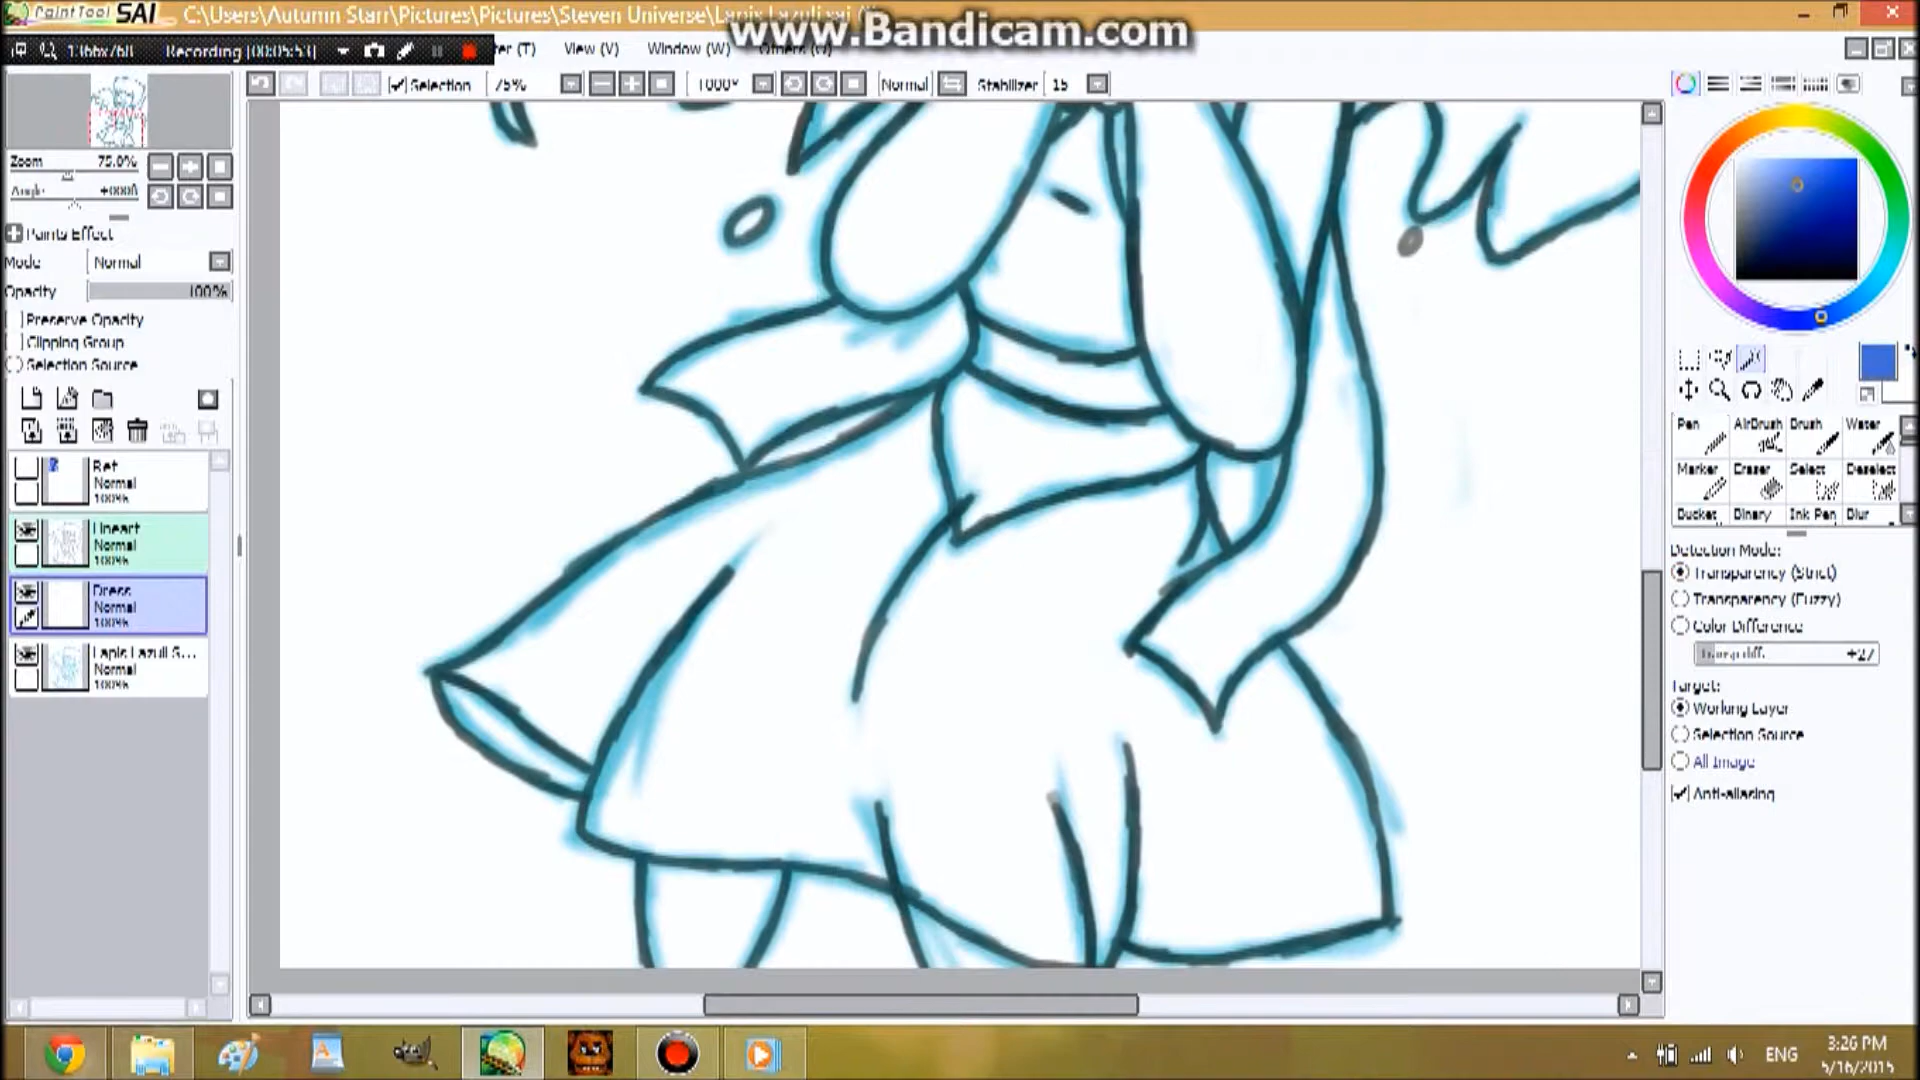 PaintTool SAI C:\Users\Autumn Starr\Pictures\Pictures\Steven Universe\Lapis Lazuli.sai
www.Bandicam.com
1366x768 Recording [00:05:53]
(T) View (V) Window (W) Others (O)
Selection 75% Normal Stabilizer 15
Zoom 75.0%
Angle
Paints Effect
Mode Normal
Opacity 100%
Preserve Opacity
Clipping Group
Selection Source
Ref
Normal
100%
Lineart
Normal
100%
Dress
Normal
100%
Lapis Lazuli S...
Normal
100%
Pen AirBrush Brush Water
Marker Eraser Select Deselect
Bucket Binary Ink Pen Blur
Detection Mode:
Transparency (Strict)
Transparency (Fuzzy)
Color Difference
+27
Target:
Working Layer
Selection Source
All Image
Anti-aliasing
ENG
3:26 PM
5/16/2015